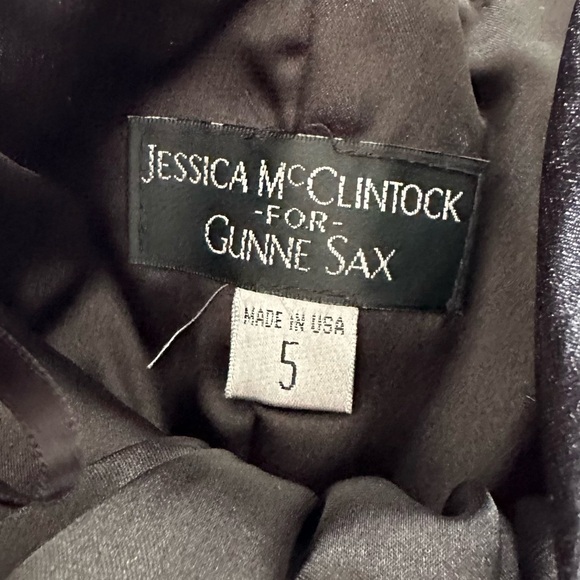 JESSICA McCLINTOCK
-FOR-
GUNNE SAX
MADE IN USA
5